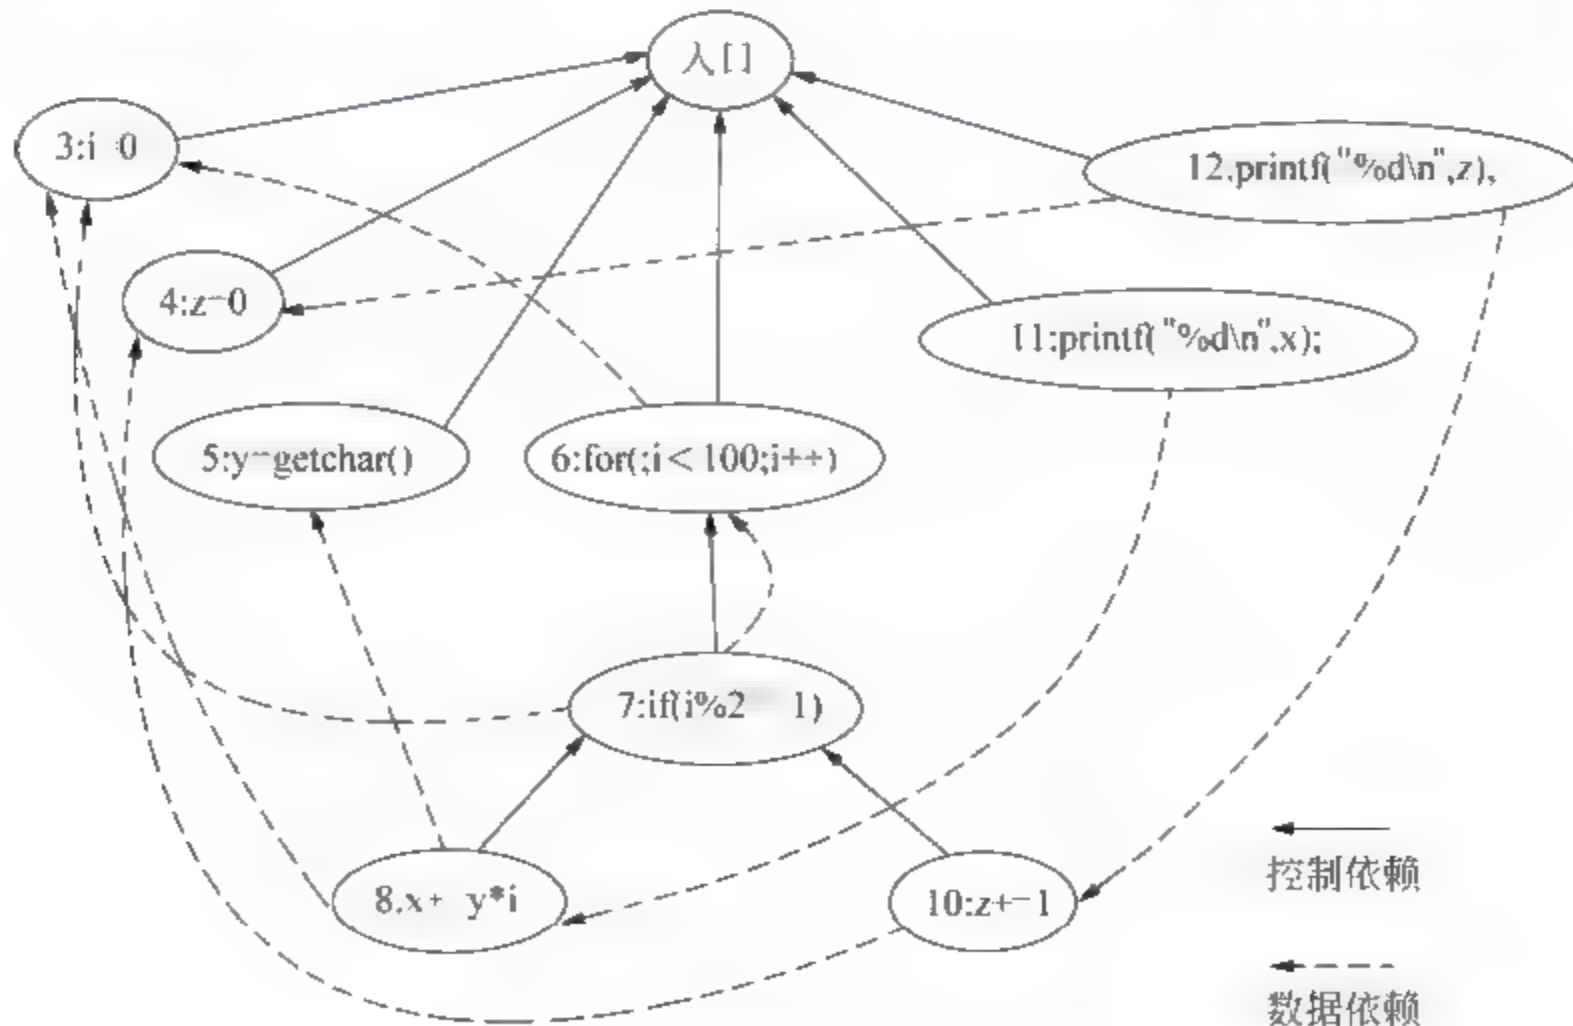 入口
3:i=0
12.printf("%d\n",z),
4:z=0
11:printf("%d\n",x);
5:y=getchar()
6:for(;i<100;i++)
7:if(i%2 1)
8.x+ y*i
10:z+=1
控制依赖
数据依赖